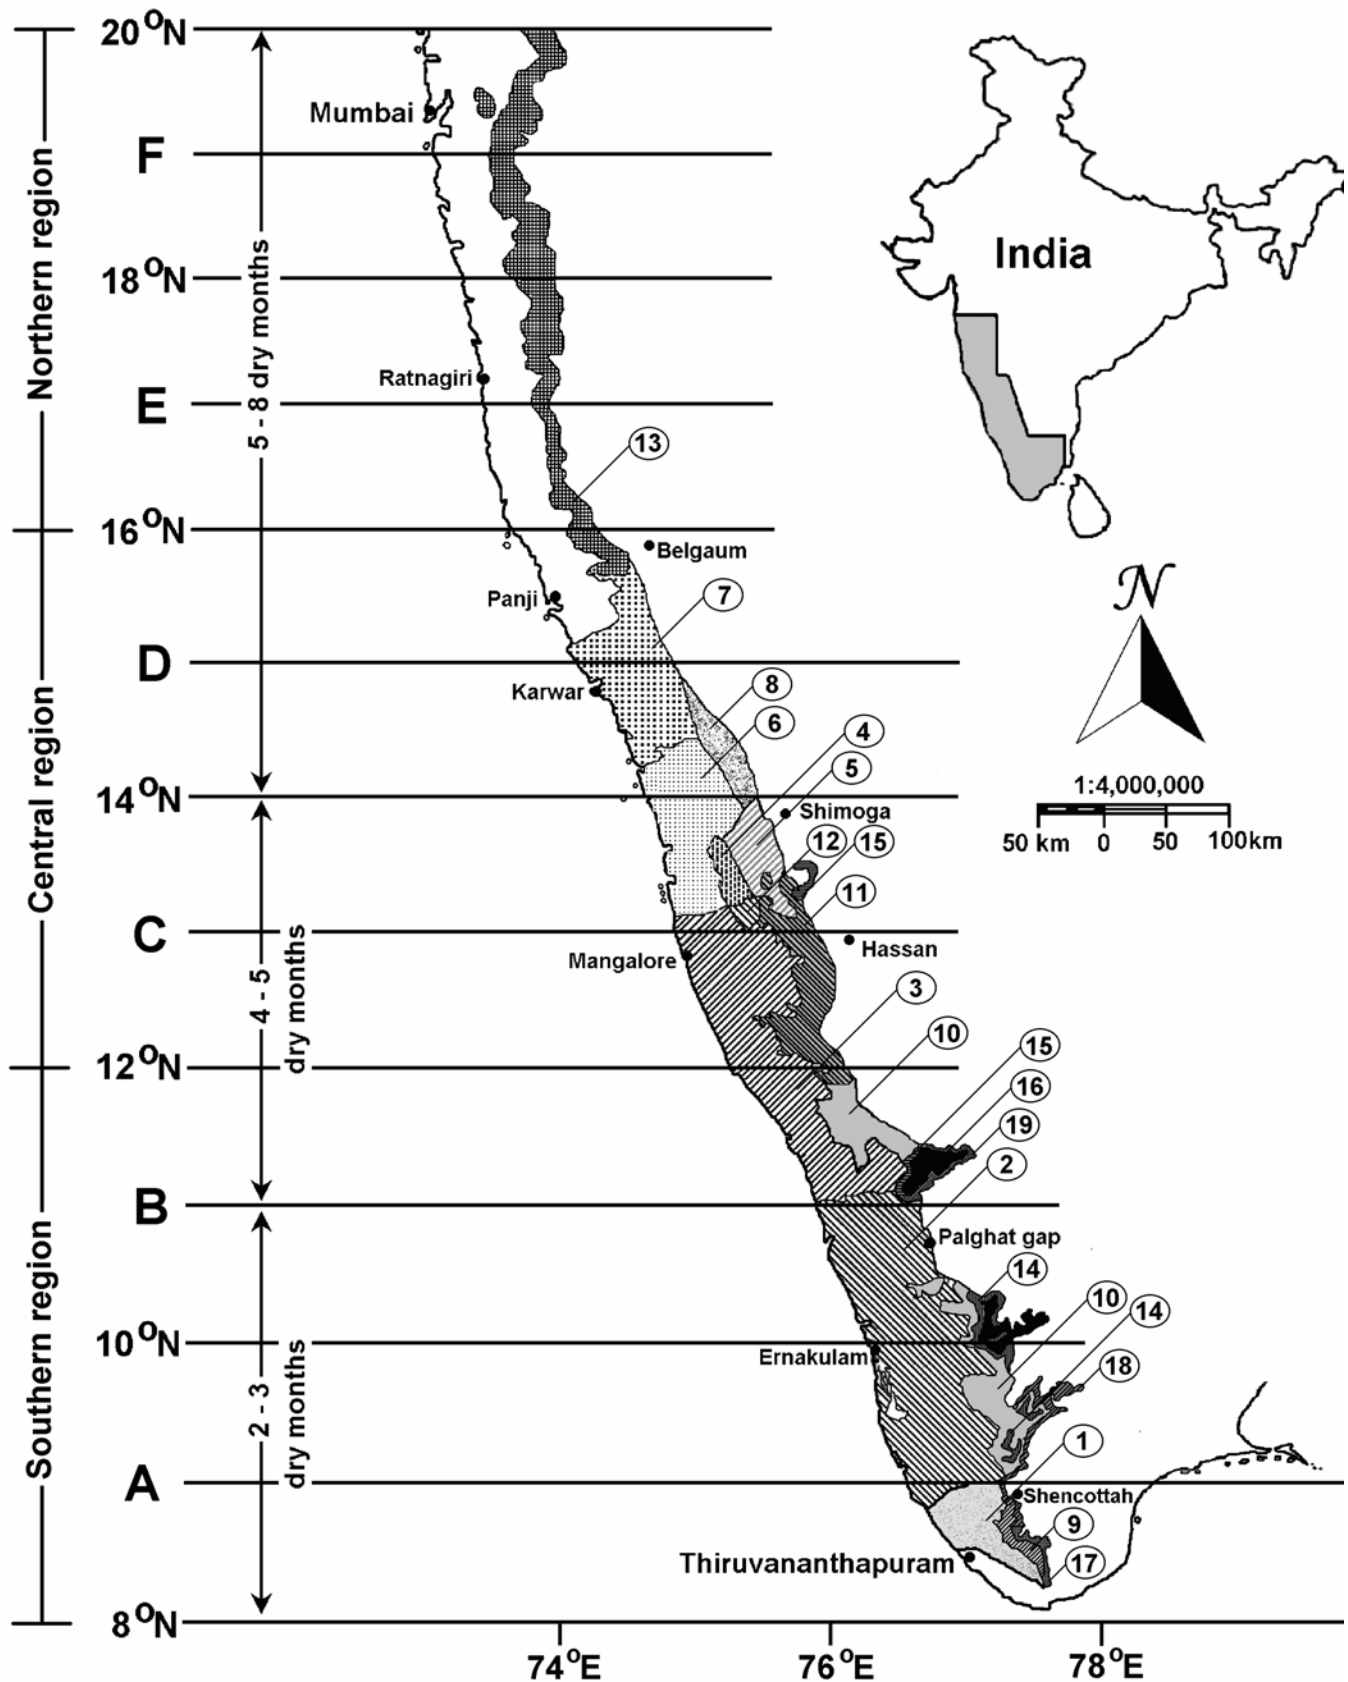 20°N
Mumbai
F
Northern region
5 - 8 dry months
18°N
India
Ratnagiri
E
13
16°N
Belgaum
7
Panji
N
D
8
Karwar
6
4
5
1:4,000,000
14°N
Shimoga
50 km 0 50 100km
Central region
12
15
11
C
Hassan
Mangalore
4 - 5
dry months
3
10
15
12°N
16
19
2
B
Palghat gap
14
10
14
10°N
Ernakulam
18
Southern region
2 - 3
dry months
1
A
Shencottah
9
Thiruvananthapuram
17
8°N
74°E
76°E
78°E